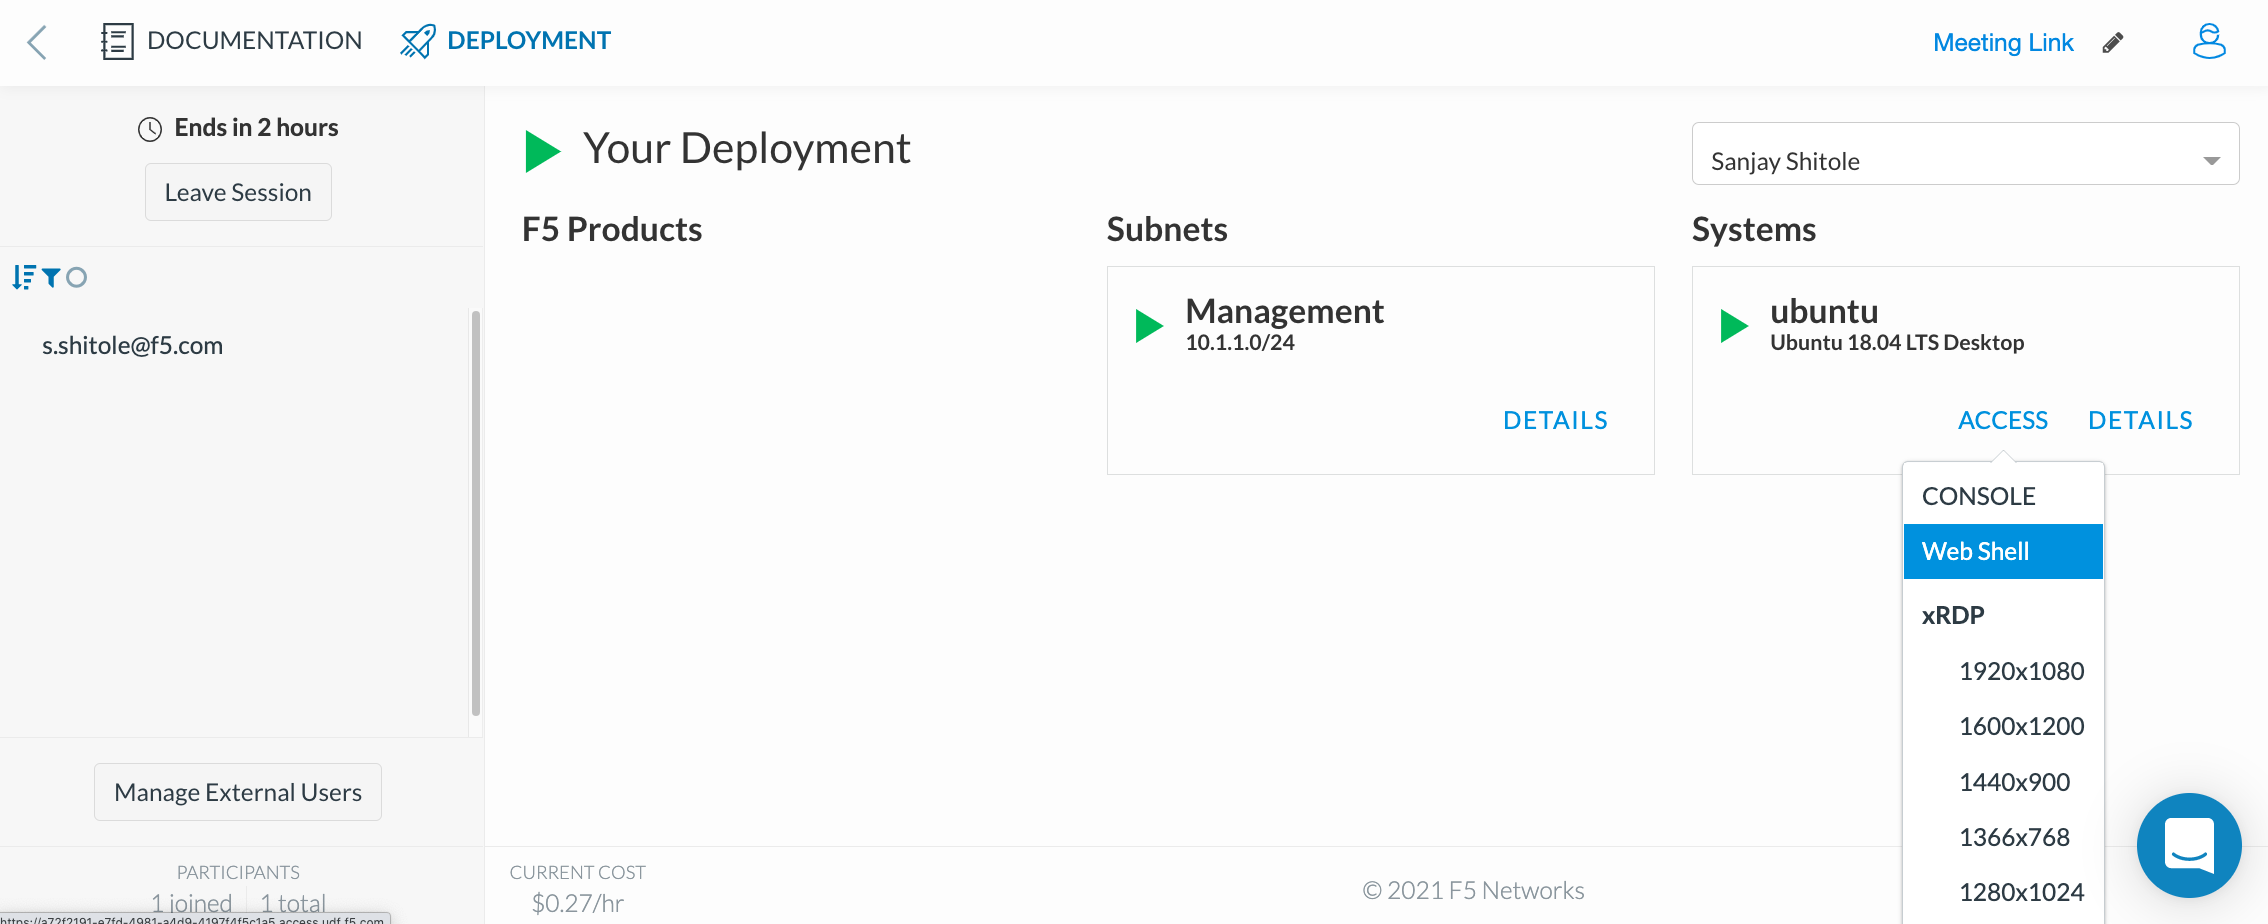 DOCUMENTATION
DEPLOYMENT
Meeting Link
Ends in 2 hours
Leave Session
s.shitole@f5.com
Manage External Users
PARTICIPANTS
1 joined
1 total
https://a72f2191-e7fd-4981-a4d9-4197f4f5c1a5.access.udf.f5.com
Your Deployment
Sanjay Shitole
F5 Products
Subnets
Management
10.1.1.0/24
DETAILS
Systems
ubuntu
Ubuntu 18.04 LTS Desktop
ACCESS
DETAILS
CONSOLE
Web Shell
xRDP
1920x1080
1600x1200
1440x900
1366x768
1280x1024
CURRENT COST
$0.27/hr
© 2021 F5 Networks